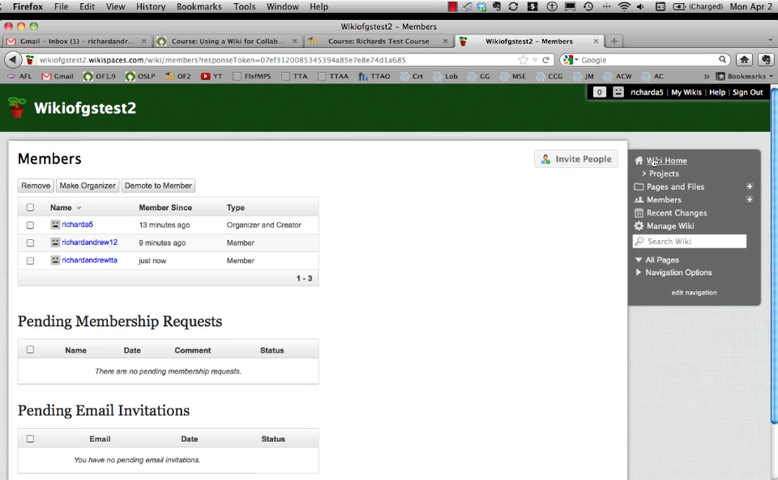 Firefox File Edit View History Bookmarks Tools Window Help (Charged) Mon Apr 2
Wikiofgstest2 – Members
Gmail – Inbox (1) – richardandr... Course: Using a Wiki for Collab... Course: Richards Test Course Wikiofgstest2 – Members
wikiofgstest2.wikispaces.com/wiki/members?responseToken=07ef3120085345394a85e7e8e74d1a685 Google
AFL Gmail OF1.9 OSLP OF2 YT FlsfMPS TTA TTAA TTAO Crt Lob GG MSE CCG JM ACW AC Bookmarks
0 richarda5 | My Wikis | Help | Sign Out
Wikiofgstest2
Members
Invite People
Remove Make Organizer Demote to Member
Name Member Since Type
richarda5 13 minutes ago Organizer and Creator
richardandrew12 9 minutes ago Member
richardandrewtta just now Member
1 - 3
Pending Membership Requests
Name Date Comment Status
There are no pending membership requests.
Pending Email Invitations
Email Date Status
You have no pending email invitations.
Wiki Home
Projects
Pages and Files
Members
Recent Changes
Manage Wiki
Search Wiki
All Pages
Navigation Options
edit navigation